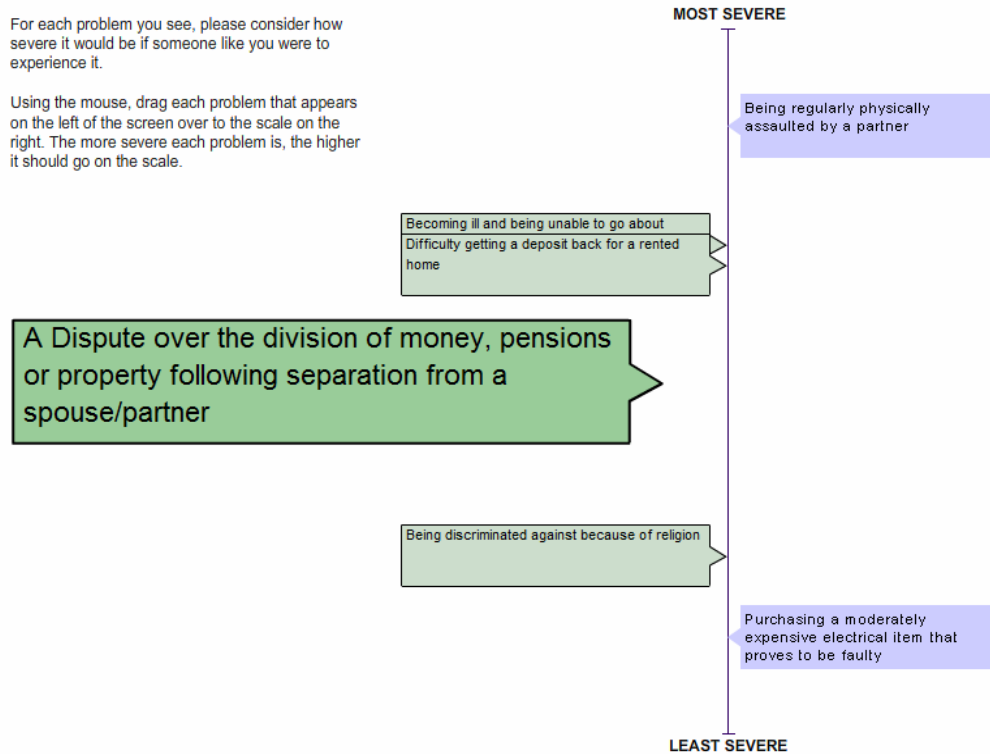 For each problem you see, please consider how
severe it would be if someone like you were to
experience it.
Using the mouse, drag each problem that appears
on the left of the screen over to the scale on the
right. The more severe each problem is, the higher
it should go on the scale.
MOST SEVERE
Being regularly physically
assaulted by a partner
Becoming ill and being unable to go about
Difficulty getting a deposit back for a rented
home
A Dispute over the division of money, pensions
or property following separation from a
spouse/partner
Being discriminated against because of religion
Purchasing a moderately
expensive electrical item that
proves to be faulty
LEAST SEVERE